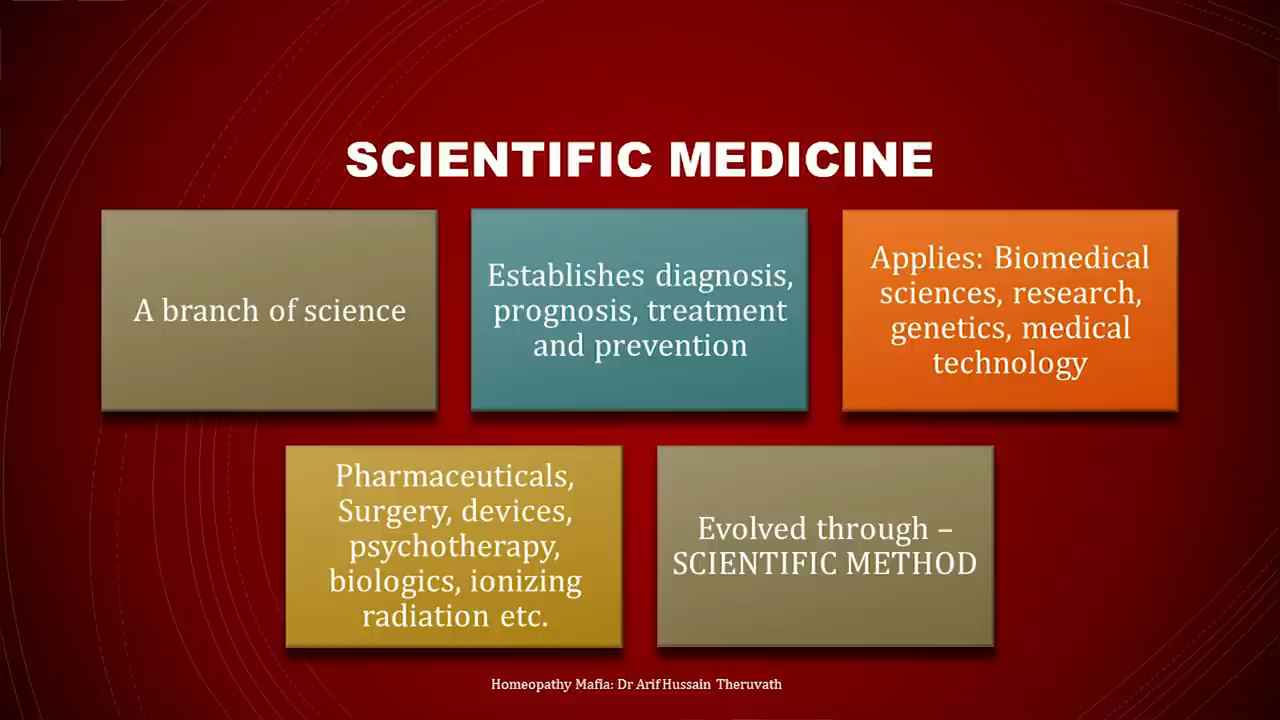 SCIENTIFIC MEDICINE
A branch of science
Establishes diagnosis,
prognosis, treatment
and prevention
Applies: Biomedical
sciences, research,
genetics, medical
technology
Pharmaceuticals,
Surgery, devices,
psychotherapy,
biologics, ionizing
radiation etc.
Evolved through –
SCIENTIFIC METHOD
Homeopathy Mafia: Dr Arif Hussain Theruvath